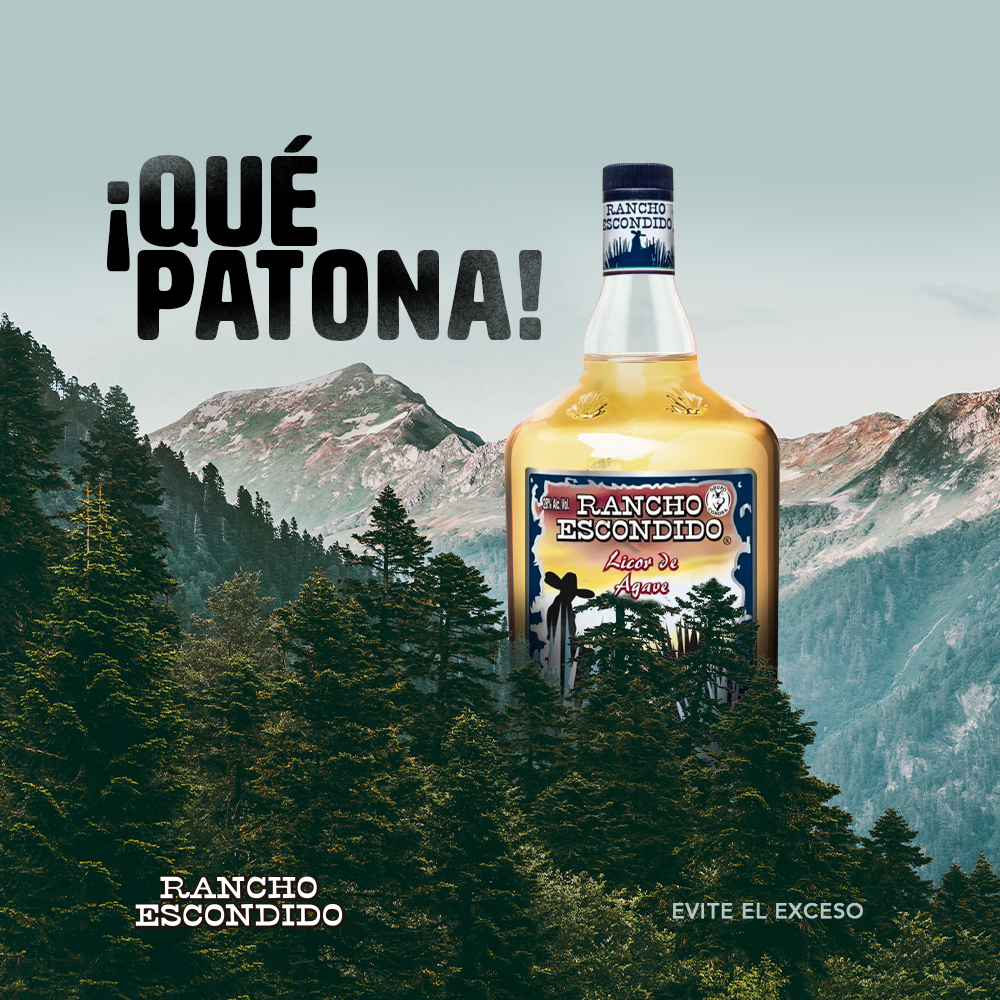 ¡QUÉ
PATONA!
RANCHO
ESCONDIDO
RANCHO
ESCONDIDO
Licor de
Agave
RANCHO
ESCONDIDO
EVITE EL EXCESO